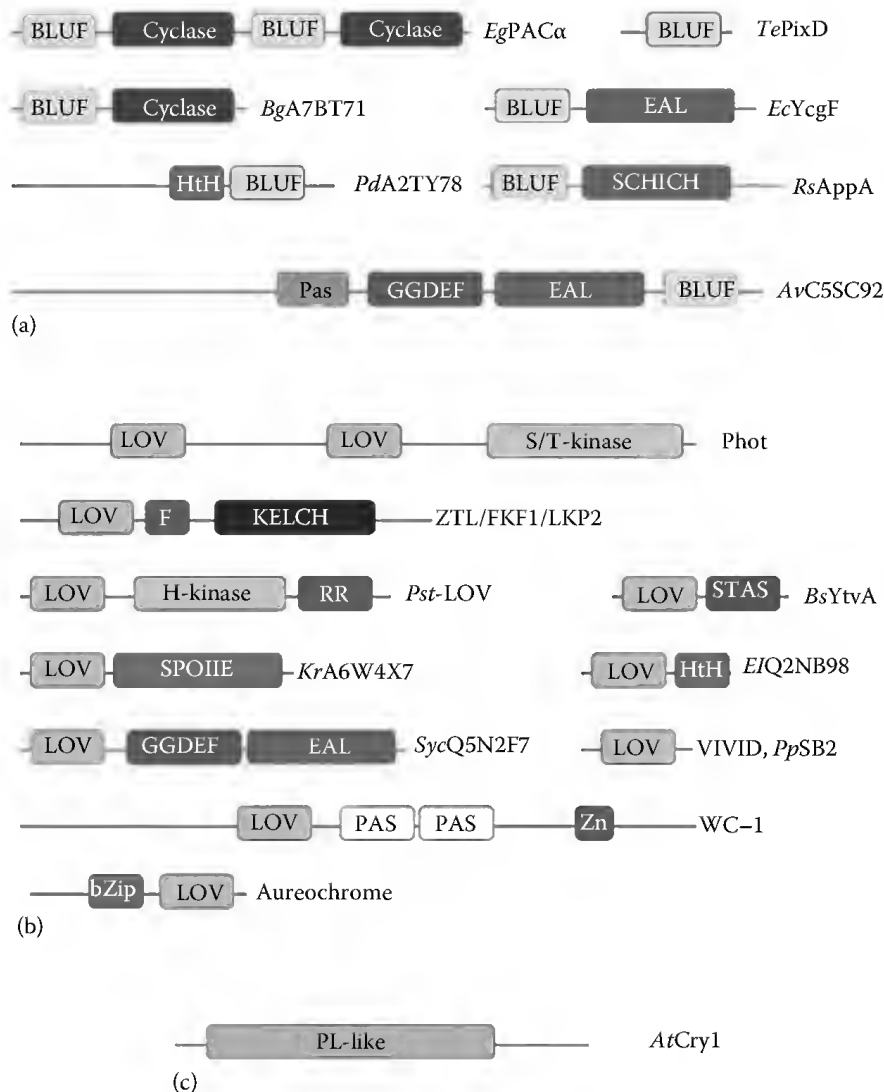 BLUF Cyclase BLUF Cyclase EgPACα BLUF TePixD
BLUF Cyclase BgA7BT71 BLUF EAL EcYcgF
HtH BLUF PdA2TY78 BLUF SCHICH RsAppA
Pas GGDEF EAL BLUF AvC5SC92
(a)
LOV LOV S/T-kinase Phot
LOV F KELCH ZTL/FKF1/LKP2
LOV H-kinase RR Pst-LOV LOV STAS BsYtvA
LOV SPOIIE KrA6W4X7 LOV HtH ElQ2NB98
LOV GGDEF EAL SycQ5N2F7 LOV VIVID, PpSB2
LOV PAS PAS Zn WC–1
bZip LOV Aureochrome
(b)
PL-like AtCry1
(c)